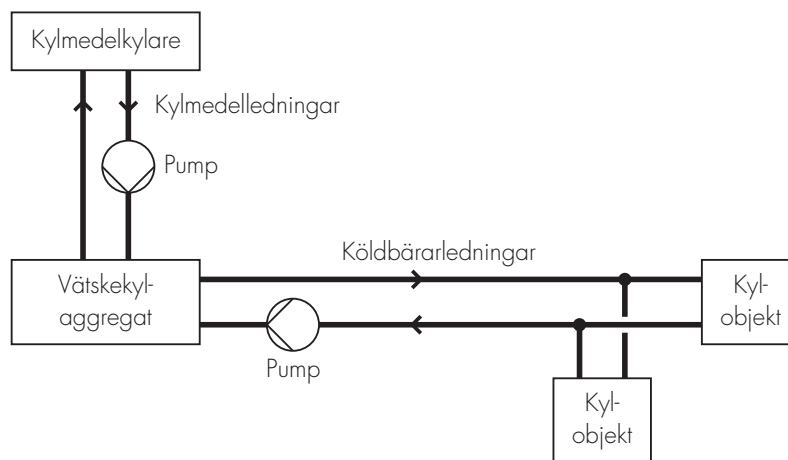 Kylmedelkylare
Kylmedelledningar
Pump
Köldbärarledningar
Vätskekyl-
aggregat
Kyl-
objekt
Pump
Kyl-
objekt